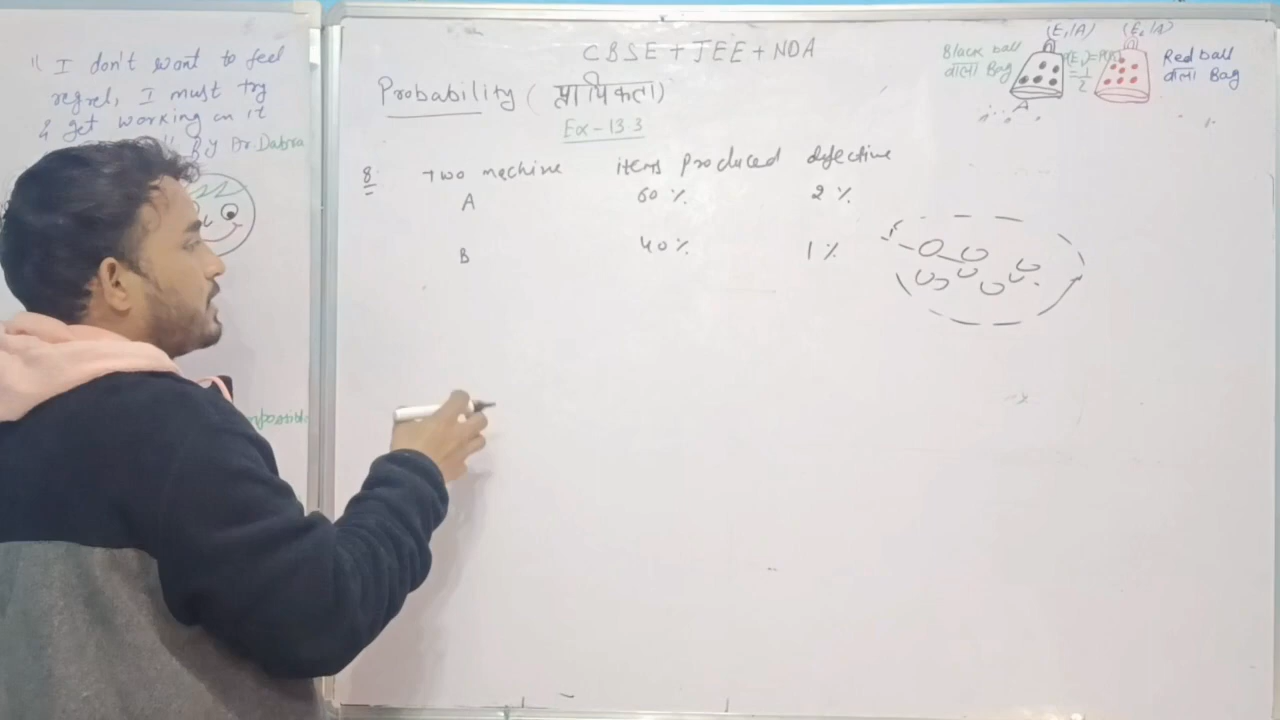 " I don't want to feel
regret, I must try
& get working on it
By Dr. Dabra
CBSE + JEE + NDA
Probability ( प्रायिकता)
Ex-13.3
8. Two machine items produced defective
A 60% 2%
B 40% 1%
Black ball
वाला Bag
(E₁/A)
= 1/2
A
Red ball
वाला Bag